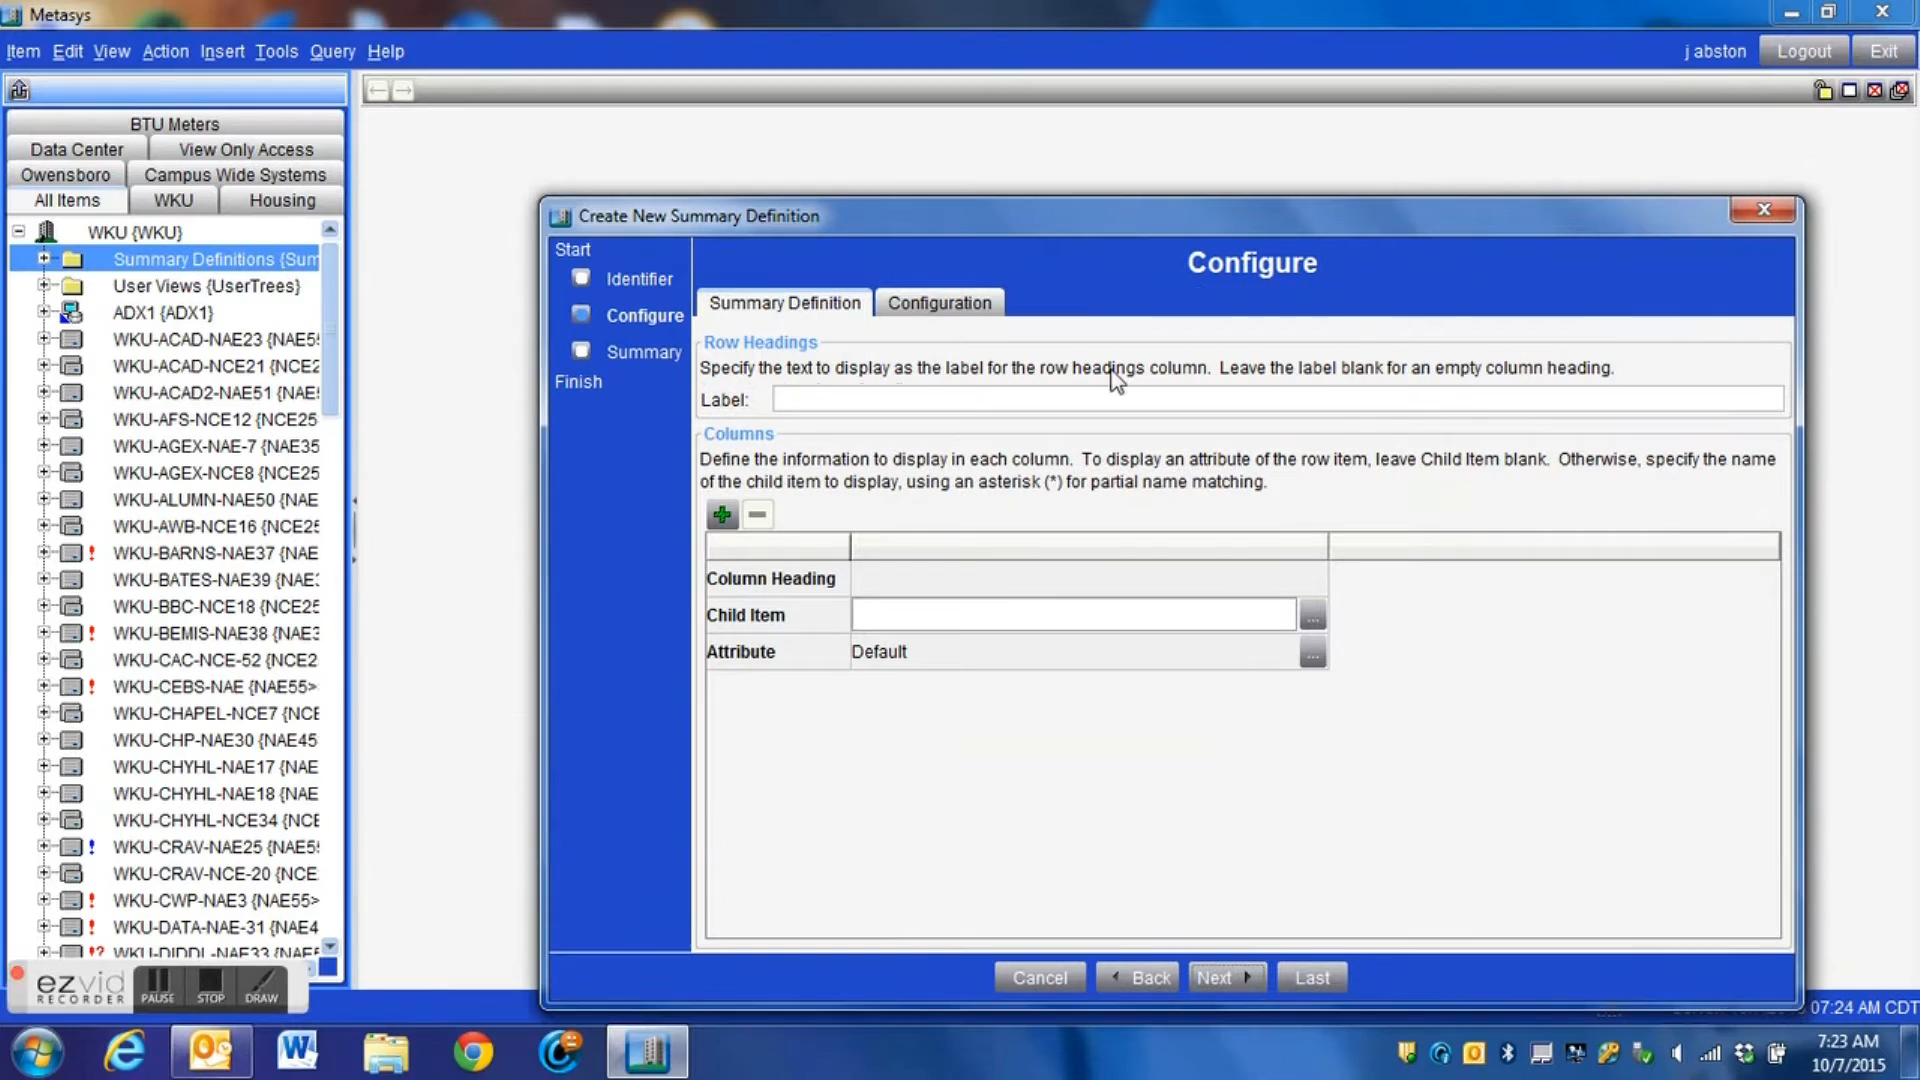 Metasys
Item Edit View Action Insert Tools Query Help
j abston Logout Exit
BTU Meters
Data Center View Only Access
Owensboro Campus Wide Systems
All Items WKU Housing
WKU {WKU}
Summary Definitions {Sum
User Views {UserTrees}
ADX1 {ADX1}
WKU-ACAD-NAE23 {NAE5
WKU-ACAD-NCE21 {NCE2
WKU-ACAD2-NAE51 {NAE
WKU-AFS-NCE12 {NCE25
WKU-AGEX-NAE-7 {NAE35
WKU-AGEX-NCE8 {NCE25
WKU-ALUMN-NAE50 {NAE
WKU-AWB-NCE16 {NCE25
WKU-BARNS-NAE37 {NAE
WKU-BATES-NAE39 {NAE
WKU-BBC-NCE18 {NCE25
WKU-BEMIS-NAE38 {NAE3
WKU-CAC-NCE-52 {NCE2
WKU-CEBS-NAE {NAE55>
WKU-CHAPEL-NCE7 {NCE
WKU-CHP-NAE30 {NAE45
WKU-CHYHL-NAE17 {NAE
WKU-CHYHL-NAE18 {NAE
WKU-CHYHL-NCE34 {NCE
WKU-CRAV-NAE25 {NAE5
WKU-CRAV-NCE-20 {NCE
WKU-CWP-NAE3 {NAE55>
WKU-DATA-NAE-31 {NAE4
WKU-DIDDL-NAE33 {NAE
Create New Summary Definition
Start
Identifier
Configure
Summary
Finish
Configure
Summary Definition Configuration
Row Headings
Specify the text to display as the label for the row headings column. Leave the label blank for an empty column heading.
Label:
Columns
Define the information to display in each column. To display an attribute of the row item, leave Child Item blank. Otherwise, specify the name
of the child item to display, using an asterisk (*) for partial name matching.
Column Heading
Child Item ...
Attribute Default ...
Cancel Back Next Last
ezvid
RECORDER
PAUSE STOP DRAW
07:24 AM CDT
7:23 AM
10/7/2015